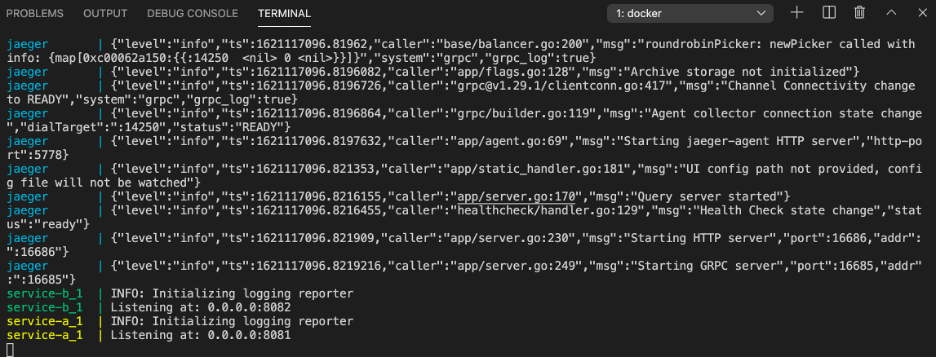 PROBLEMS OUTPUT DEBUG CONSOLE TERMINAL 1: docker
jaeger | {"level":"info","ts":1621117096.81962,"caller":"base/balancer.go:200","msg":"roundrobinPicker: newPicker called with
info: {map[0xc00062a150:{{:14250 <nil> 0 <nil>}}]}","system":"grpc","grpc_log":true}
jaeger | {"level":"info","ts":1621117096.8196082,"caller":"app/flags.go:128","msg":"Archive storage not initialized"}
jaeger | {"level":"info","ts":1621117096.8196726,"caller":"grpc@v1.29.1/clientconn.go:417","msg":"Channel Connectivity change
to READY","system":"grpc","grpc_log":true}
jaeger | {"level":"info","ts":1621117096.8196864,"caller":"grpc/builder.go:119","msg":"Agent collector connection state change
","dialTarget":":14250","status":"READY"}
jaeger | {"level":"info","ts":1621117096.8197632,"caller":"app/agent.go:69","msg":"Starting jaeger-agent HTTP server","http-po
rt":5778}
jaeger | {"level":"info","ts":1621117096.821353,"caller":"app/static_handler.go:181","msg":"UI config path not provided, confi
g file will not be watched"}
jaeger | {"level":"info","ts":1621117096.8216155,"caller":"app/server.go:170","msg":"Query server started"}
jaeger | {"level":"info","ts":1621117096.8216455,"caller":"healthcheck/handler.go:129","msg":"Health Check state change","stat
us":"ready"}
jaeger | {"level":"info","ts":1621117096.821909,"caller":"app/server.go:230","msg":"Starting HTTP server","port":16686,"addr":
":16686"}
jaeger | {"level":"info","ts":1621117096.8219216,"caller":"app/server.go:249","msg":"Starting GRPC server","port":16685,"addr"
:":16685"}
service-b_1 | INFO: Initializing logging reporter
service-b_1 | Listening at: 0.0.0.0:8082
service-a_1 | INFO: Initializing logging reporter
service-a_1 | Listening at: 0.0.0.0:8081